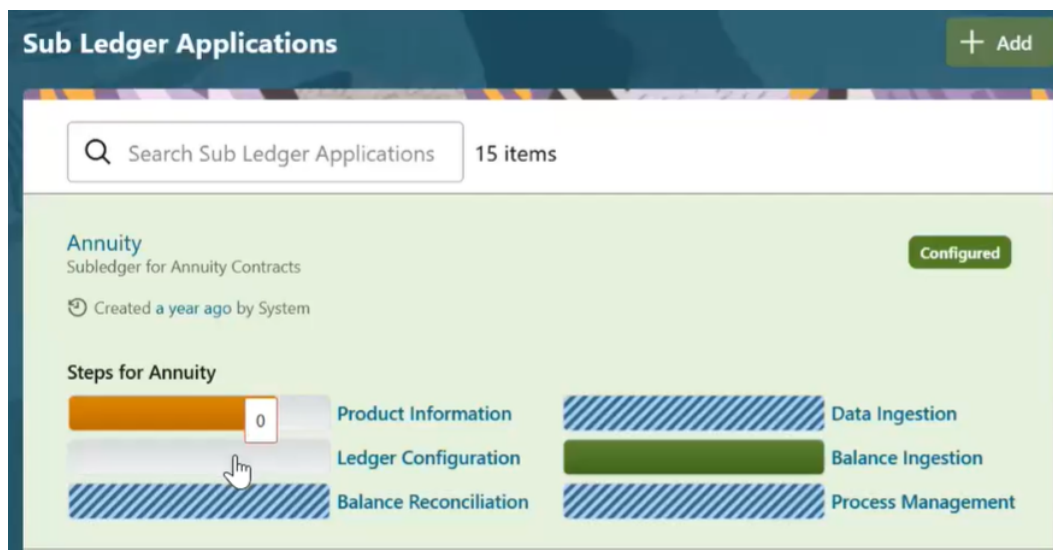 Sub Ledger Applications
+ Add
Search Sub Ledger Applications
15 items
Annuity
Configured
Subledger for Annuity Contracts
Created a year ago by System
Steps for Annuity
0
Product Information
Data Ingestion
Ledger Configuration
Balance Ingestion
Balance Reconciliation
Process Management